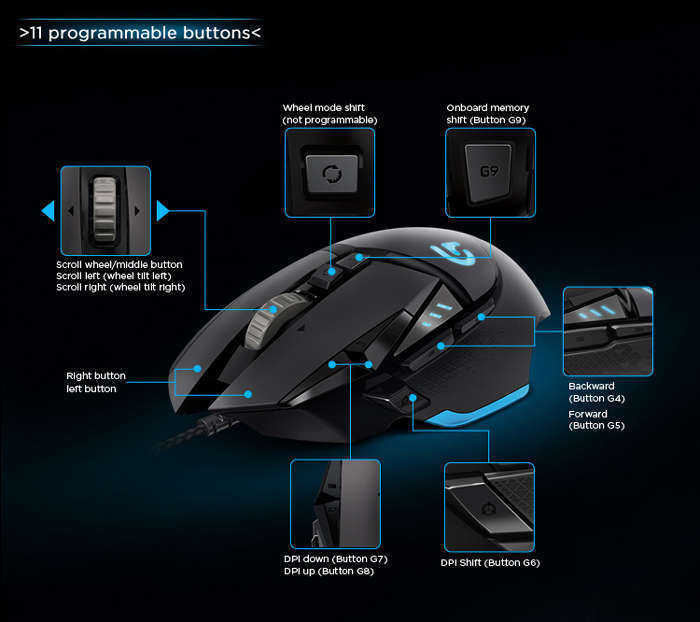 >11 programmable buttons<
Wheel mode shift
(not programmable)
Onboard memory
shift (Button G9)
G9
Scroll wheel/middle button
Scroll left (wheel tilt left)
Scroll right (wheel tilt right)
Right button
left button
Backward
(Button G4)
Forward
(Button G5)
DPI down (Button G7)
DPI up (Button G8)
DPI Shift (Button G6)